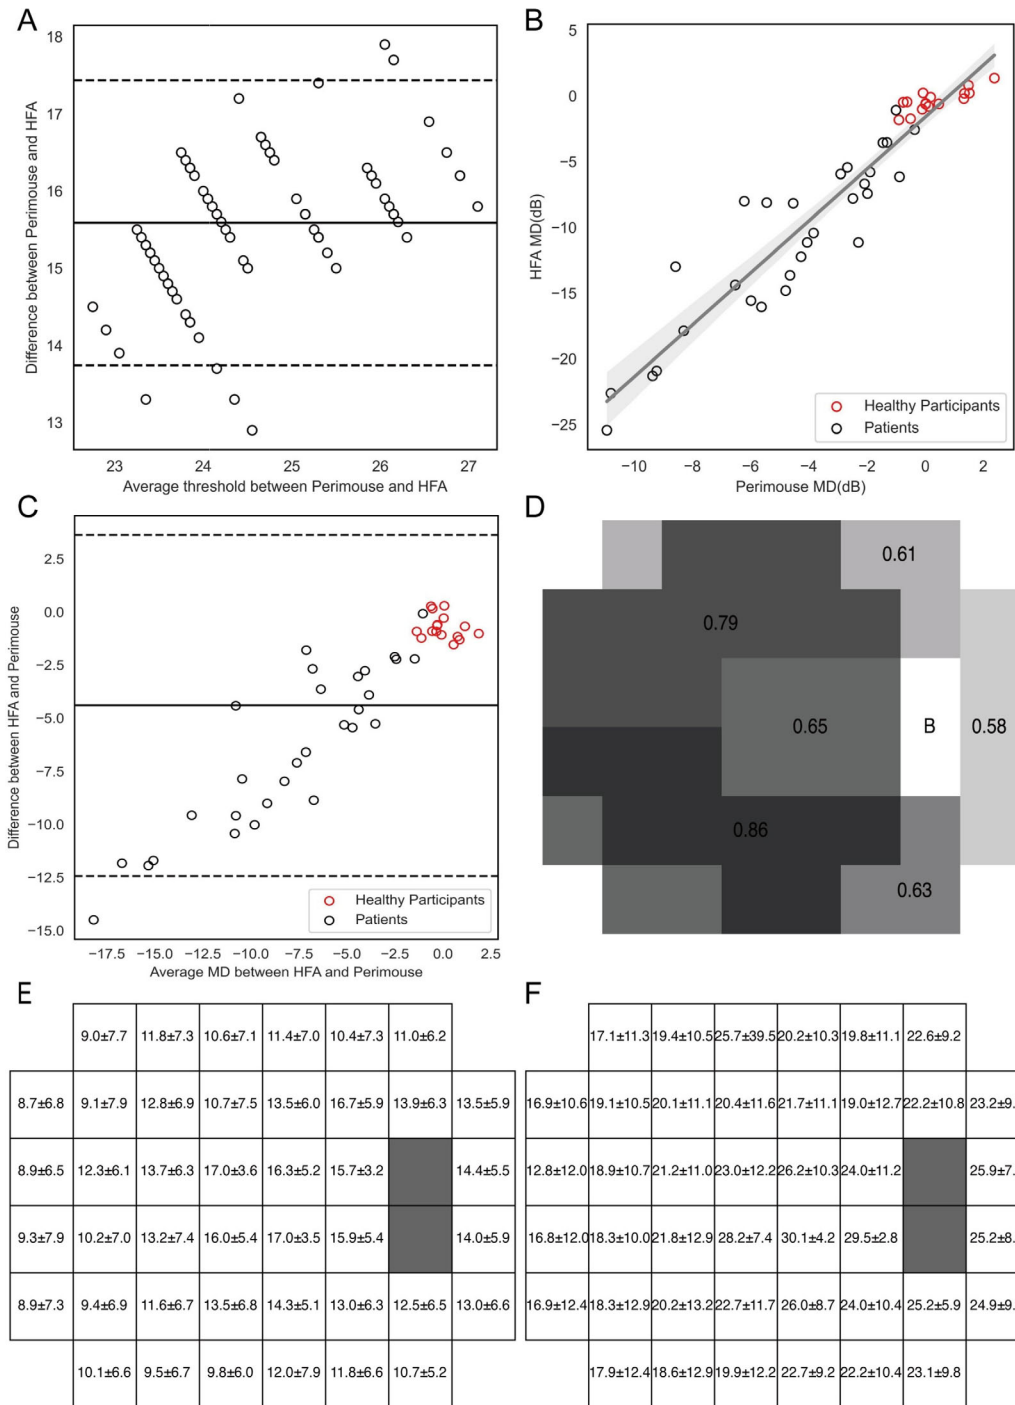 A
Difference between Perimouse and HFA
18
17
16
15
14
13
23 24 25 26 27
Average threshold between Perimouse and HFA
B
HFA MD(dB)
5
0
−5
−10
−15
−20
−25
Healthy Participants
Patients
−10 −8 −6 −4 −2 0 2
Perimouse MD(dB)
C
Difference between HFA and Perimouse
2.5
0.0
−2.5
−5.0
−7.5
−10.0
−12.5
−15.0
Healthy Participants
Patients
−17.5 −15.0 −12.5 −10.0 −7.5 −5.0 −2.5 0.0 2.5
Average MD between HFA and Perimouse
D
0.61
0.79
0.65 B 0.58
0.86
0.63
E
9.0±7.7 11.8±7.3 10.6±7.1 11.4±7.0 10.4±7.3 11.0±6.2
8.7±6.8 9.1±7.9 12.8±6.9 10.7±7.5 13.5±6.0 16.7±5.9 13.9±6.3 13.5±5.9
8.9±6.5 12.3±6.1 13.7±6.3 17.0±3.6 16.3±5.2 15.7±3.2 14.4±5.5
9.3±7.9 10.2±7.0 13.2±7.4 16.0±5.4 17.0±3.5 15.9±5.4 14.0±5.9
8.9±7.3 9.4±6.9 11.6±6.7 13.5±6.8 14.3±5.1 13.0±6.3 12.5±6.5 13.0±6.6
10.1±6.6 9.5±6.7 9.8±6.0 12.0±7.9 11.8±6.6 10.7±5.2
F
17.1±11.3 19.4±10.5 25.7±39.5 20.2±10.3 19.8±11.1 22.6±9.2
16.9±10.6 19.1±10.5 20.1±11.1 20.4±11.6 21.7±11.1 19.0±12.7 22.2±10.8 23.2±9.
12.8±12.0 18.9±10.7 21.2±11.0 23.0±12.2 26.2±10.3 24.0±11.2 25.9±7.
16.8±12.0 18.3±10.0 21.8±12.9 28.2±7.4 30.1±4.2 29.5±2.8 25.2±8.
16.9±12.4 18.3±12.9 20.2±13.2 22.7±11.7 26.0±8.7 24.0±10.4 25.2±5.9 24.9±9.
17.9±12.4 18.6±12.9 19.9±12.2 22.7±9.2 22.2±10.4 23.1±9.8